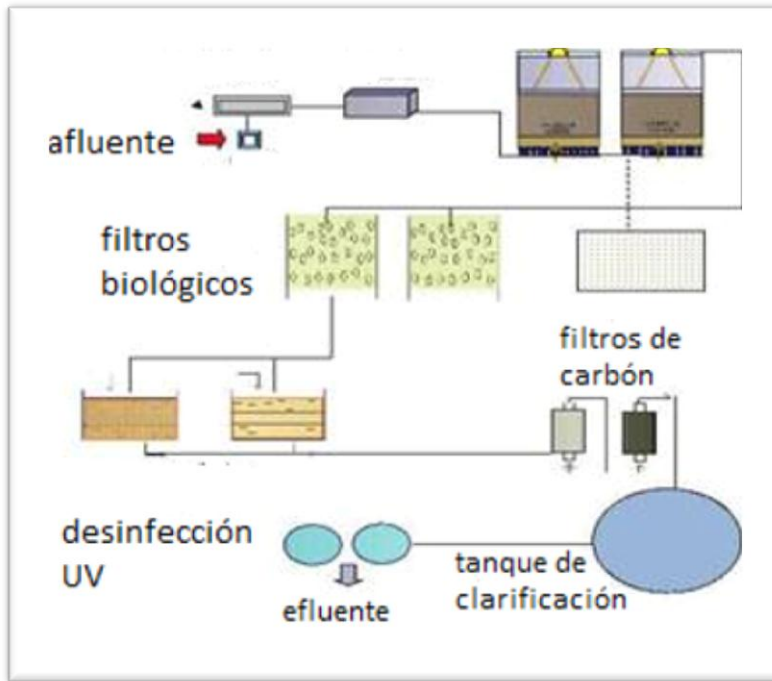 afluente
filtros
biológicos
filtros de
carbón
desinfección
UV
tanque de
clarificación
efluente